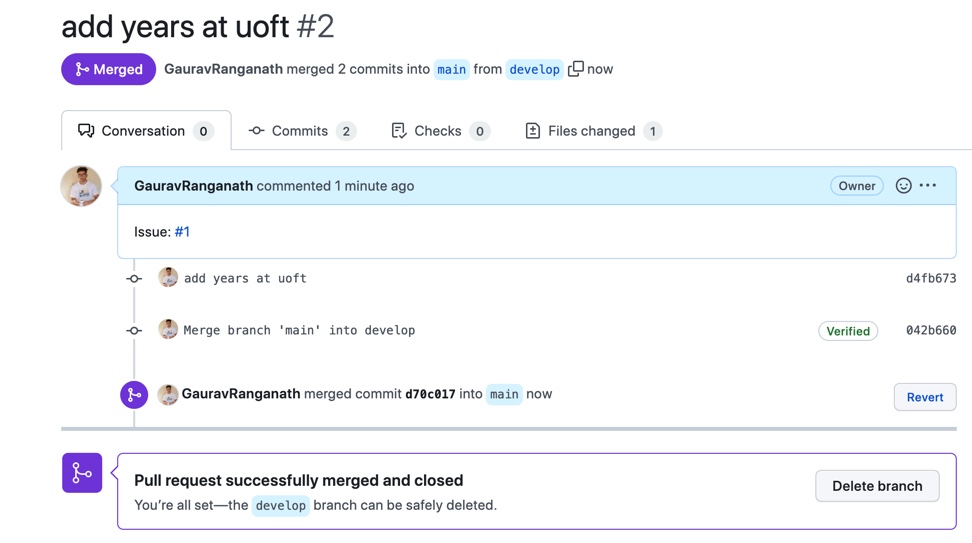 add years at uoft #2
Merged GauravRanganath merged 2 commits into main from develop now
Conversation 0 Commits 2 Checks 0 Files changed 1
GauravRanganath commented 1 minute ago Owner
Issue: #1
add years at uoft d4fb673
Merge branch 'main' into develop Verified 042b660
GauravRanganath merged commit d70c017 into main now Revert
Pull request successfully merged and closed
You're all set—the develop branch can be safely deleted. Delete branch